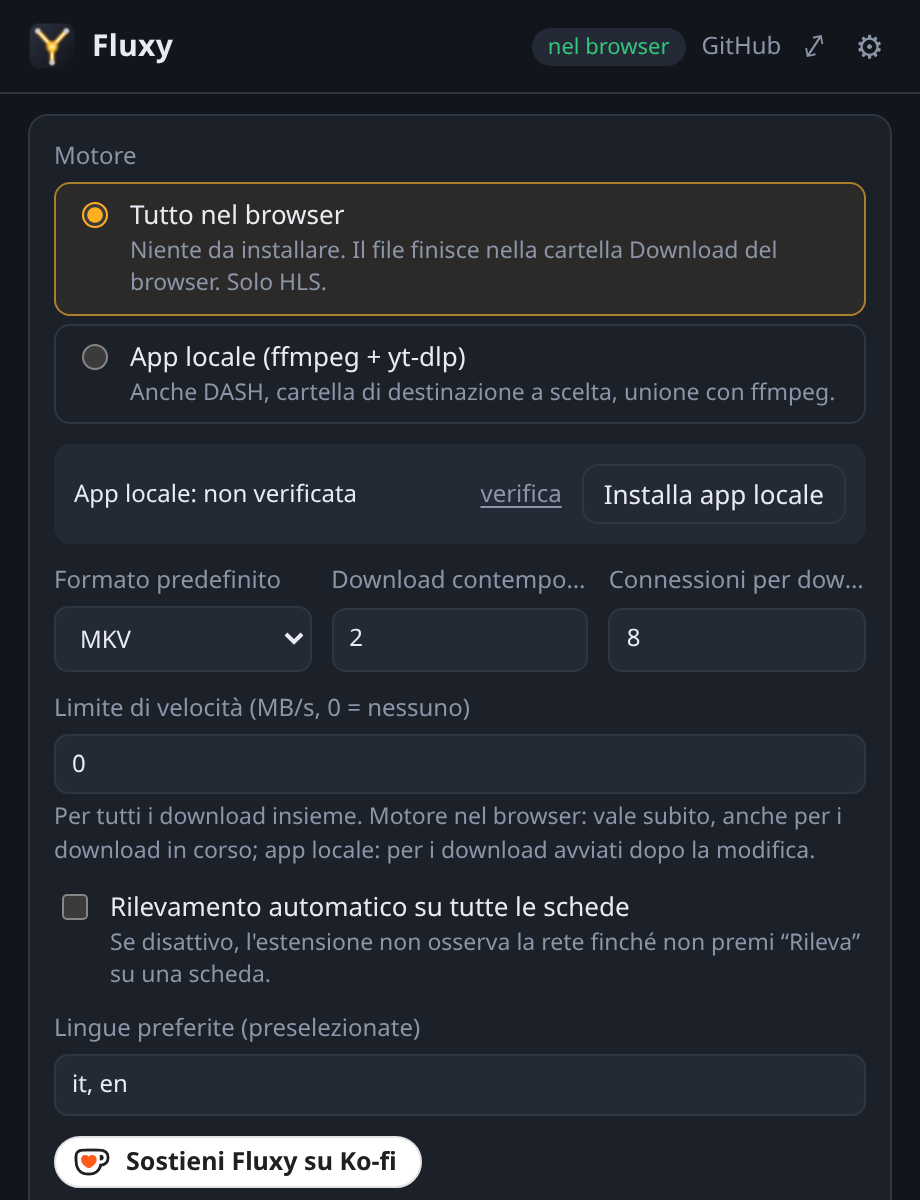 Fluxy
nel browser
GitHub
Motore
Tutto nel browser
Niente da installare. Il file finisce nella cartella Download del
browser. Solo HLS.
App locale (ffmpeg + yt-dlp)
Anche DASH, cartella di destinazione a scelta, unione con ffmpeg.
App locale: non verificata
verifica
Installa app locale
Formato predefinito
Download contempo...
Connessioni per dow...
MKV
2
8
Limite di velocità (MB/s, 0 = nessuno)
0
Per tutti i download insieme. Motore nel browser: vale subito, anche per i
download in corso; app locale: per i download avviati dopo la modifica.
Rilevamento automatico su tutte le schede
Se disattivo, l'estensione non osserva la rete finché non premi “Rileva”
su una scheda.
Lingue preferite (preselezionate)
it, en
Sostieni Fluxy su Ko-fi